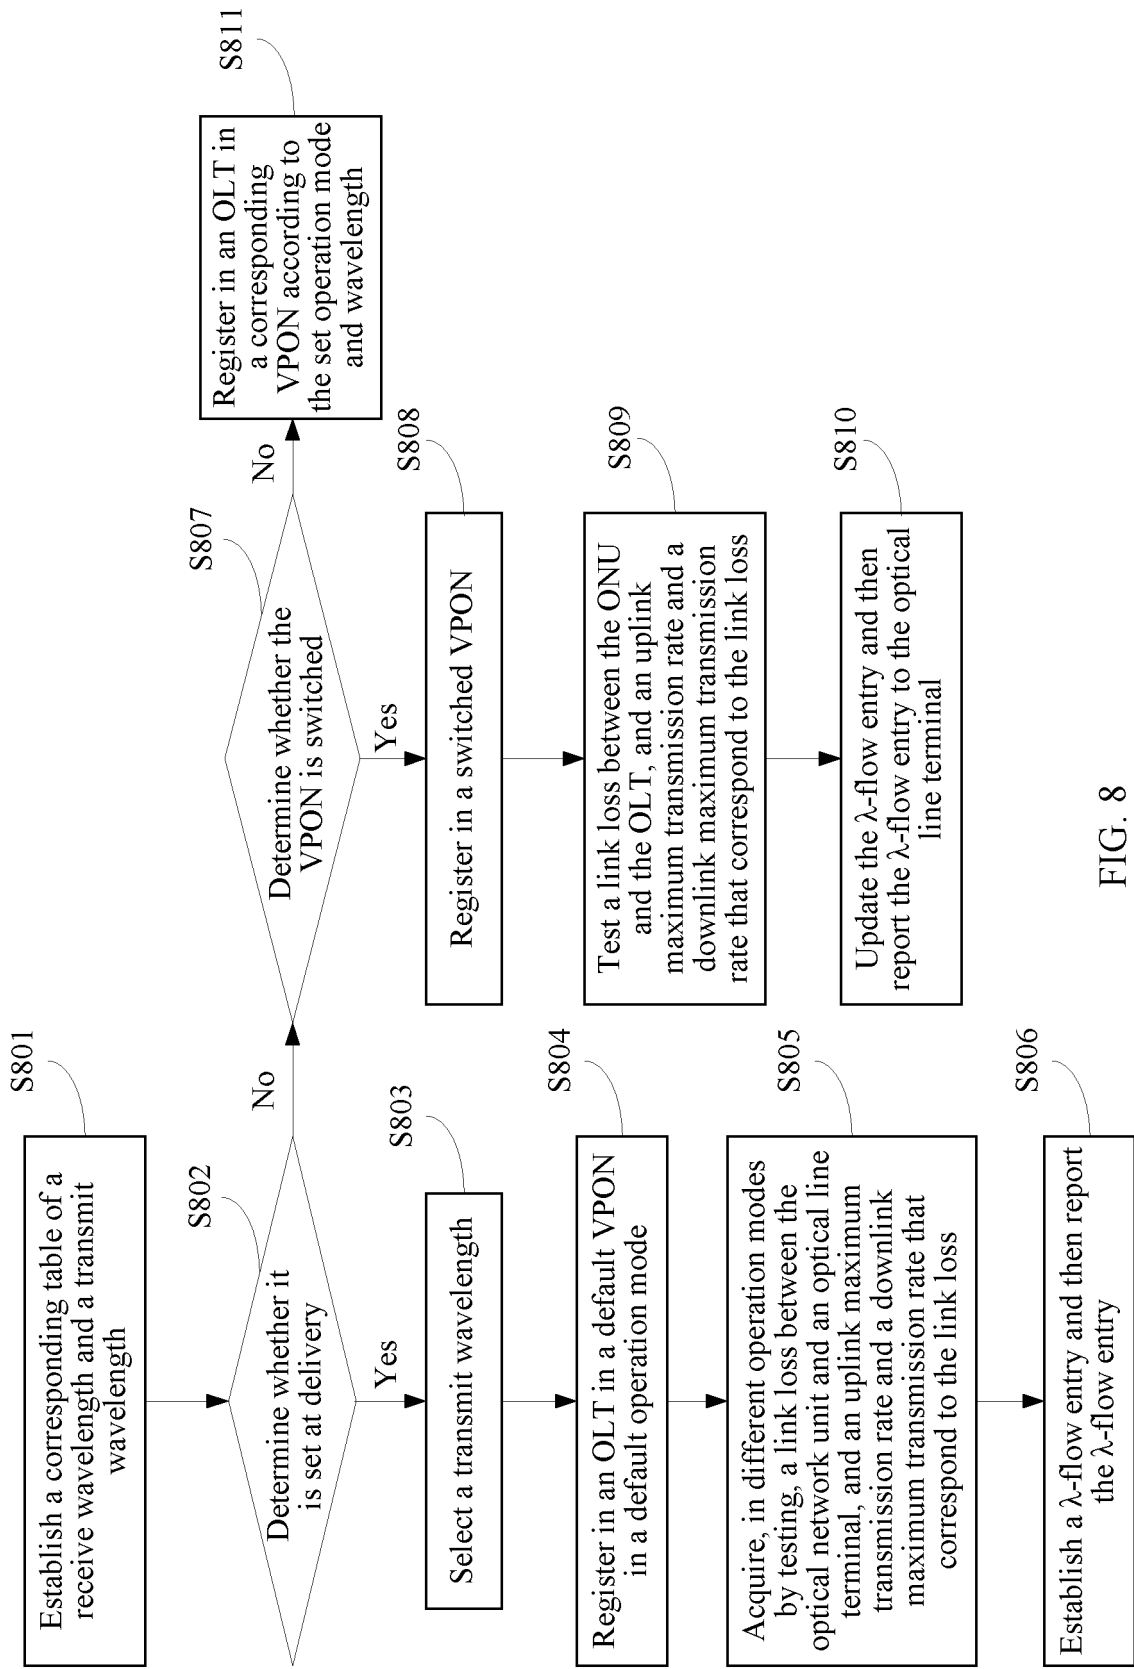 Establish a corresponding table of a
receive wavelength and a transmit
wavelength
S801
Determine whether it
is set at delivery
S802
No
Yes
Select a transmit wavelength
S803
Register in an OLT in a default VPON
in a default operation mode
S804
Acquire, in different operation modes
by testing, a link loss between the
optical network unit and an optical line
terminal, and an uplink maximum
transmission rate and a downlink
maximum transmission rate that
correspond to the link loss
S805
Establish a λ-flow entry and then report
the λ-flow entry
S806
Determine whether the
VPON is switched
S807
No
Yes
Register in a switched VPON
S808
Test a link loss between the ONU
and the OLT, and an uplink
maximum transmission rate and a
downlink maximum transmission
rate that correspond to the link loss
S809
Update the λ-flow entry and then
report the λ-flow entry to the optical
line terminal
S810
Register in an OLT in
a corresponding
VPON according to
the set operation mode
and wavelength
S811
FIG. 8